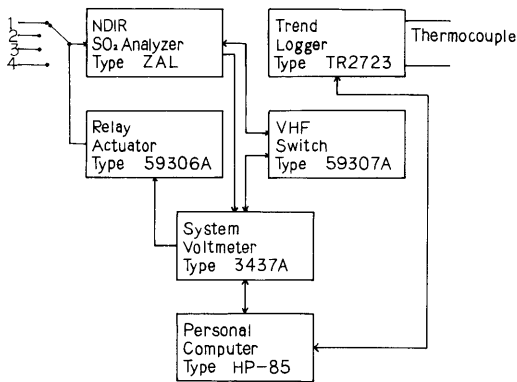 1
2
3
4
NDIR
SO₂ Analyzer
Type ZAL
Trend
Logger
Type TR2723
Thermocouple
Relay
Actuator
Type 59306A
VHF
Switch
Type 59307A
System
Voltmeter
Type 3437A
Personal
Computer
Type HP-85